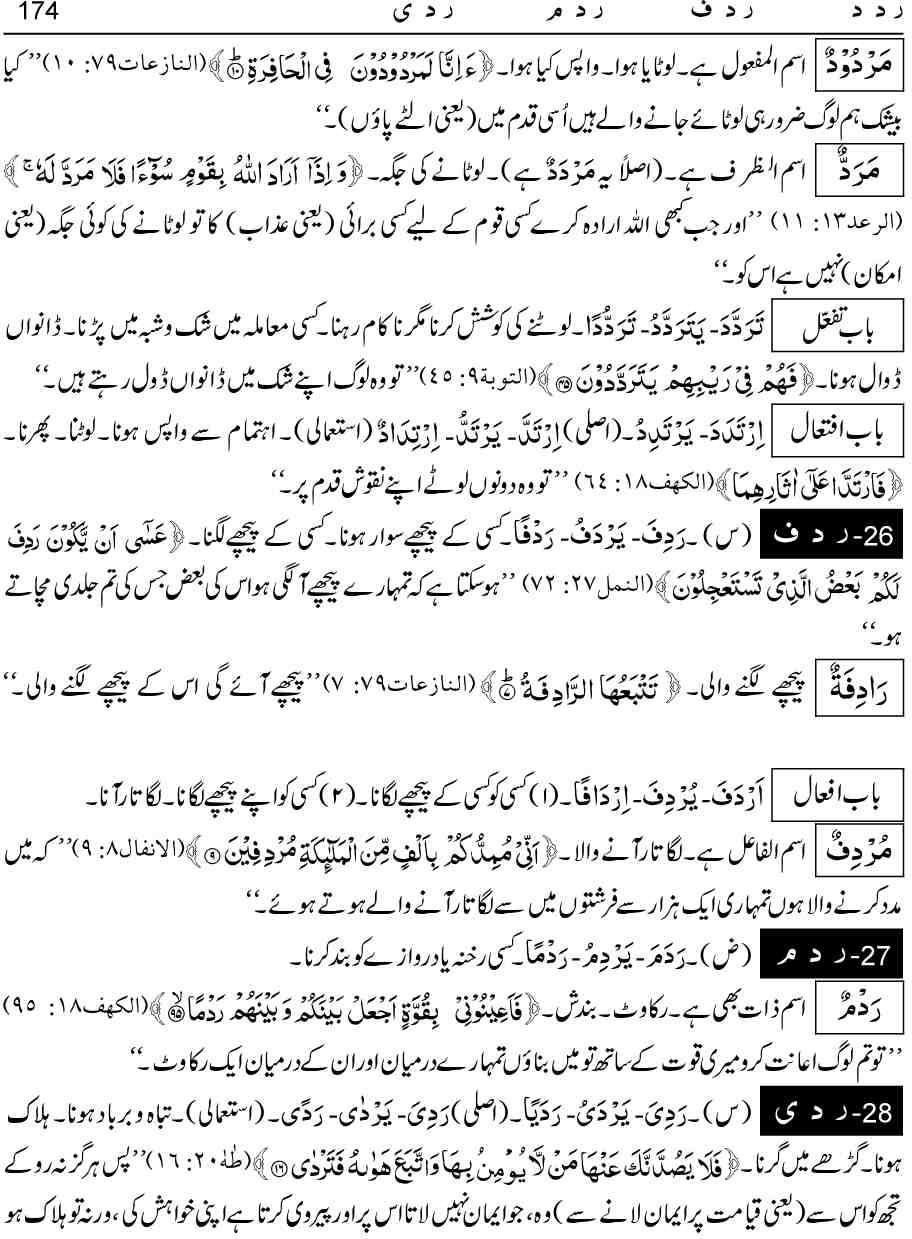 ر د د ر د ف ر د م ر د ی 174
مَرْدُوْدٌ اسم المفعول ہے۔ لوٹایا ہوا۔ واپس کیا ہوا۔ ﴿ءَاِنَّا لَمَرْدُوْدُوْنَ فِی الْحَافِرَةِ ۞﴾ (النازعات۷۹: ۱۰) ’’کیا
بیشک ہم لوگ ضرور ہی لوٹائے جانے والے ہیں اُسی قدم میں (یعنی الٹے پاؤں)۔‘‘
مَرَدٌّ اسم الظرف ہے۔ (اصلاً یہ مَرْدَدٌ ہے)۔ لوٹانے کی جگہ۔ ﴿وَ اِذَآ اَرَادَ اللّٰهُ بِقَوْمٍ سُوْٓءًا فَلَا مَرَدَّ لَهٗ ۚ﴾
(الرعد۱۳: ۱۱) ’’اور جب کبھی اللہ ارادہ کرے کسی قوم کے لیے کسی برائی (یعنی عذاب) کا تو لوٹانے کی کوئی جگہ (یعنی
امکان) نہیں ہے اس کو۔‘‘
باب تفعّل تَرَدَّدَ- یَتَرَدَّدُ- تَرَدُّدًا۔ لوٹنے کی کوشش کرنا مگر نا کام رہنا۔ کسی معاملہ میں شک و شبہ میں پڑنا۔ ڈانواں
ڈوال ہونا۔ ﴿فَهُمْ فِیْ رَیْبِهِمْ یَتَرَدَّدُوْنَ ۞﴾ (التوبة۹: ۴۵) ’’تو وہ لوگ اپنے شک میں ڈانواں ڈول رہتے ہیں۔‘‘
باب افتعال اِرْتَدَدَ- یَرْتَدِدُ۔ (اصلی) اِرْتَدَّ- یَرْتَدُّ- اِرْتِدَادٌ (استعمالی)۔ اہتمام سے واپس ہونا۔ لوٹنا۔ پھرنا۔
﴿فَارْتَدَّا عَلٰٓى اٰثَارِهِمَا﴾ (الکهف۱۸: ۶۴) ’’تو وہ دونوں لوٹے اپنے نقوش قدم پر۔‘‘
26- ر د ف (س)۔ رَدِفَ- یَرْدَفُ- رَدْفًا۔ کسی کے پیچھے سوار ہونا۔ کسی کے پیچھے لگنا۔ ﴿عَسٰٓى اَنْ یَّكُوْنَ رَدِفَ
لَكُمْ بَعْضُ الَّذِیْ تَسْتَعْجِلُوْنَ﴾ (النمل۲۷: ۷۲) ’’ہو سکتا ہے کہ تمہارے پیچھے آ لگی ہو اس کی بعض جس کی تم جلدی مچاتے
ہو۔‘‘
رَادِفَةٌ پیچھے لگنے والی۔ ﴿تَتْبَعُهَا الرَّادِفَةُ ۞﴾ (النازعات۷۹: ۷) ’’پیچھے آئے گی اس کے پیچھے لگنے والی۔‘‘
باب افعال اَرْدَفَ- یُرْدِفَ- اِرْدَافًا۔ (۱) کسی کو کسی کے پیچھے لگانا۔ (۲) کسی کو اپنے پیچھے لگانا۔ لگاتار آنا۔
مُرْدِفٌ اسم الفاعل ہے۔ لگاتار آنے والا۔ ﴿اَنِّیْ مُمِدُّكُمْ بِاَلْفٍ مِّنَ الْمَلٰٓىِٕكَةِ مُرْدِفِیْنَ ۞﴾ (الانفال۸: ۹) ’’کہ میں
مدد کرنے والا ہوں تمہاری ایک ہزار سے فرشتوں میں سے لگاتار آنے والے ہوتے ہوئے۔‘‘
27- ر د م (ض)۔ رَدَمَ- یَرْدِمُ- رَدْمًا۔ کسی رخنہ یا دروازے کو بند کرنا۔
رَدْمٌ اسم ذات بھی ہے۔ رکاوٹ۔ بندش۔ ﴿فَاَعِیْنُوْنِیْ بِقُوَّةٍ اَجْعَلْ بَیْنَكُمْ وَ بَیْنَهُمْ رَدْمًا ۞﴾ (الکهف۱۸: ۹۵)
’’تو تم لوگ اعانت کرو میری قوت کے ساتھ تو میں بناؤں تمہارے درمیان اور ان کے درمیان ایک رکاوٹ۔‘‘
28- ر د ی (س)۔ رَدِیَ- یَرْدَیُ- رَدَیًا۔ (اصلی) رَدِیَ- یَرْدٰی- رَدًی۔ (استعمالی)۔ تباہ و برباد ہونا۔ ہلاک
ہونا۔ گڑھے میں گرنا۔ ﴿فَلَا یَصُدَّنَّكَ عَنْهَا مَنْ لَّا یُؤْمِنُ بِهَا وَ اتَّبَعَ هَوٰىهُ فَتَرْدٰى ۞﴾ (طٰهٰ۲۰: ۱۶) ’’پس ہرگز نہ روکے
تجھ کو اس سے (یعنی قیامت پر ایمان لانے سے) وہ، جو ایمان نہیں لاتا اس پر اور پیروی کرتا ہے اپنی خواہش کی، ورنہ تو ہلاک ہو